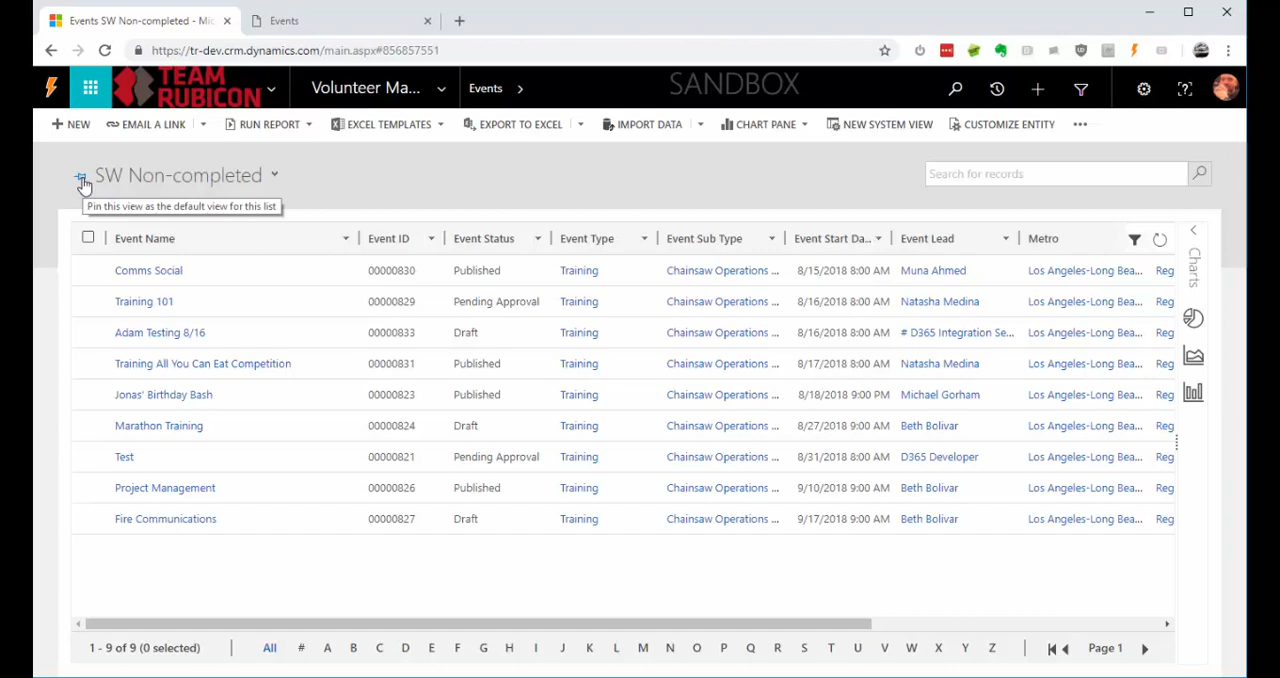 Events SW Non-completed - Mic
Events
https://tr-dev.crm.dynamics.com/main.aspx#856857551
TEAM RUBICON
Volunteer Ma...
Events
SANDBOX
NEW
EMAIL A LINK
RUN REPORT
EXCEL TEMPLATES
EXPORT TO EXCEL
IMPORT DATA
CHART PANE
NEW SYSTEM VIEW
CUSTOMIZE ENTITY
SW Non-completed
Search for records
Pin this view as the default view for this list
Event Name Event ID Event Status Event Type Event Sub Type Event Start Da... Event Lead Metro
Comms Social 00000830 Published Training Chainsaw Operations ... 8/15/2018 8:00 AM Muna Ahmed Los Angeles-Long Bea... Reg
Training 101 00000829 Pending Approval Training Chainsaw Operations ... 8/16/2018 8:00 AM Natasha Medina Los Angeles-Long Bea... Reg
Adam Testing 8/16 00000833 Draft Training Chainsaw Operations ... 8/16/2018 8:00 AM # D365 Integration Se... Los Angeles-Long Bea... Reg
Training All You Can Eat Competition 00000831 Published Training Chainsaw Operations ... 8/17/2018 8:00 AM Natasha Medina Los Angeles-Long Bea... Reg
Jonas' Birthday Bash 00000823 Published Training Chainsaw Operations ... 8/18/2018 9:00 PM Michael Gorham Los Angeles-Long Bea... Reg
Marathon Training 00000824 Draft Training Chainsaw Operations ... 8/27/2018 8:00 AM Beth Bolivar Los Angeles-Long Bea... Reg
Test 00000821 Pending Approval Training Chainsaw Operations ... 8/31/2018 8:00 AM D365 Developer Los Angeles-Long Bea... Reg
Project Management 00000826 Published Training Chainsaw Operations ... 9/10/2018 9:00 AM Beth Bolivar Los Angeles-Long Bea... Reg
Fire Communications 00000827 Draft Training Chainsaw Operations ... 9/17/2018 9:00 AM Beth Bolivar Los Angeles-Long Bea... Reg
Charts
1 - 9 of 9 (0 selected)
All # A B C D E F G H I J K L M N O P Q R S T U V W X Y Z
Page 1